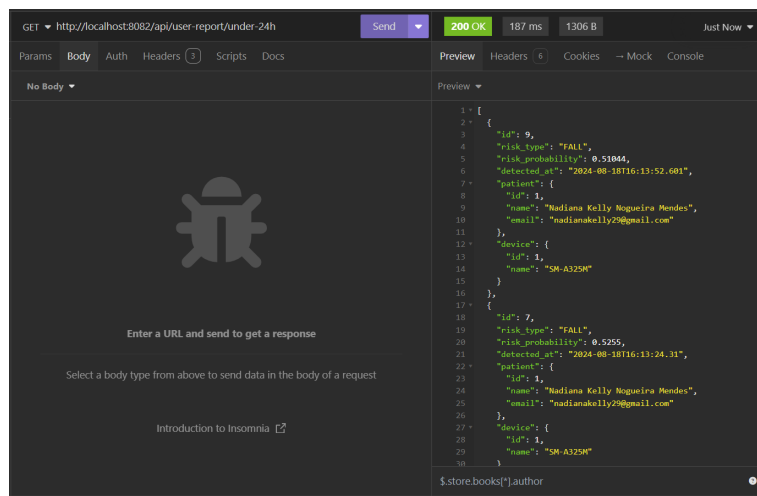 GET http://localhost:8082/api/user-report/under-24h Send
200 OK 187 ms 1306 B Just Now
Params Body Auth Headers 3 Scripts Docs
Preview Headers 6 Cookies → Mock Console
No Body
Preview
1 [
2 {
3 "id": 9,
4 "risk_type": "FALL",
5 "risk_probability": 0.51044,
6 "detected_at": "2024-08-18T16:13:52.601",
7 "patient": {
8 "id": 1,
9 "name": "Nadiana Kelly Nogueira Mendes",
10 "email": "nadianakelly29@gmail.com"
11 },
12 "device": {
13 "id": 1,
14 "name": "SM-A325M"
15 }
16 },
17 {
18 "id": 7,
19 "risk_type": "FALL",
20 "risk_probability": 0.5255,
21 "detected_at": "2024-08-18T16:13:24.31",
22 "patient": {
23 "id": 1,
24 "name": "Nadiana Kelly Nogueira Mendes",
25 "email": "nadianakelly29@gmail.com"
26 },
27 "device": {
28 "id": 1,
29 "name": "SM-A325M"
30 }
Enter a URL and send to get a response
Select a body type from above to send data in the body of a request
Introduction to Insomnia
$.store.books[*].author